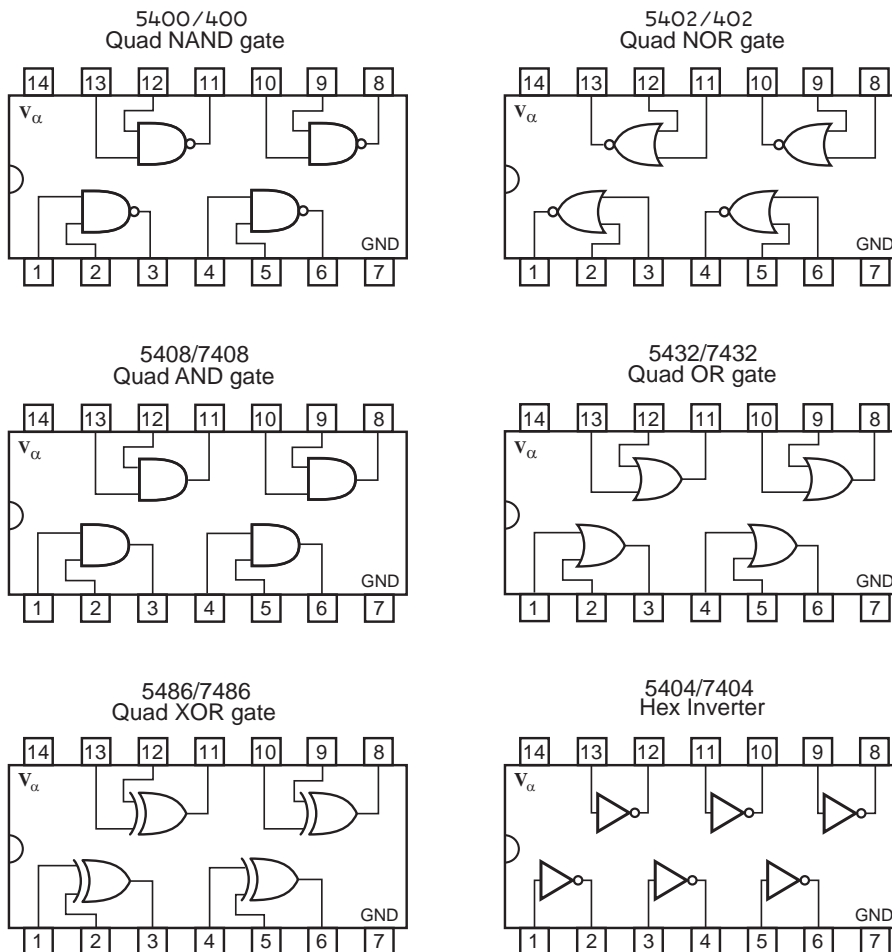 5400/400
Quad NAND gate
14 13 12 11 10 9 8
Vα
GND
1 2 3 4 5 6 7
5402/402
Quad NOR gate
14 13 12 11 10 9 8
Vα
GND
1 2 3 4 5 6 7
5408/7408
Quad AND gate
14 13 12 11 10 9 8
Vα
GND
1 2 3 4 5 6 7
5432/7432
Quad OR gate
14 13 12 11 10 9 8
Vα
GND
1 2 3 4 5 6 7
5486/7486
Quad XOR gate
14 13 12 11 10 9 8
Vα
GND
1 2 3 4 5 6 7
5404/7404
Hex Inverter
14 13 12 11 10 9 8
Vα
GND
1 2 3 4 5 6 7